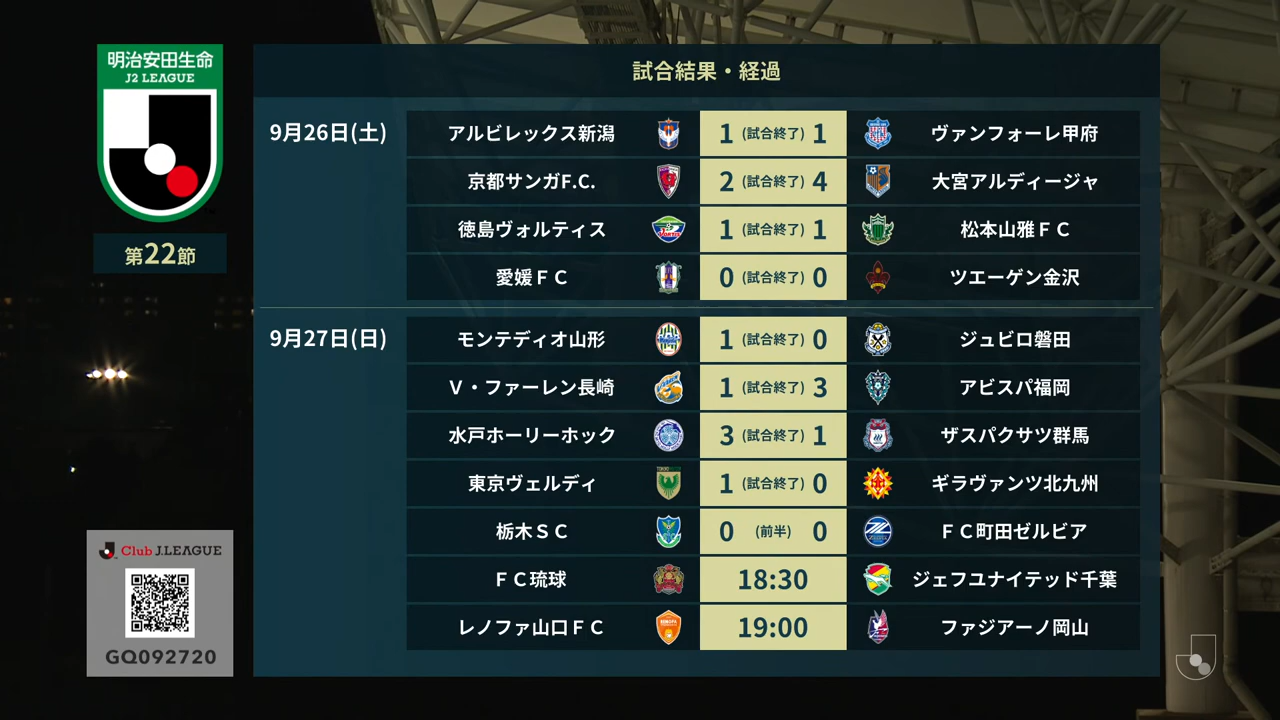 明治安田生命
J2 LEAGUE
第22節
試合結果・経過
9月26日(土)
アルビレックス新潟 1 (試合終了) 1 ヴァンフォーレ甲府
京都サンガF.C. 2 (試合終了) 4 大宮アルディージャ
徳島ヴォルティス 1 (試合終了) 1 松本山雅ＦＣ
愛媛ＦＣ 0 (試合終了) 0 ツエーゲン金沢
9月27日(日)
モンテディオ山形 1 (試合終了) 0 ジュビロ磐田
Ｖ・ファーレン長崎 1 (試合終了) 3 アビスパ福岡
水戸ホーリーホック 3 (試合終了) 1 ザスパクサツ群馬
東京ヴェルディ 1 (試合終了) 0 ギラヴァンツ北九州
栃木ＳＣ 0 (前半) 0 ＦＣ町田ゼルビア
ＦＣ琉球 18:30 ジェフユナイテッド千葉
レノファ山口ＦＣ 19:00 ファジアーノ岡山
Club J.LEAGUE
GQ092720